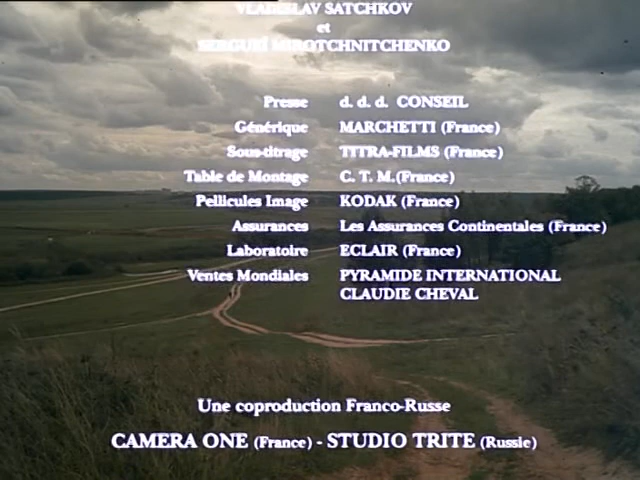 VLADISLAV SATCHKOV
et
SERGUEÏ MIROTCHNITCHENKO
Presse d. d. d. CONSEIL
Générique MARCHETTI (France)
Sous-titrage TITRA-FILMS (France)
Table de Montage C. T. M.(France)
Pellicules Image KODAK (France)
Assurances Les Assurances Continentales (France)
Laboratoire ECLAIR (France)
Ventes Mondiales PYRAMIDE INTERNATIONAL
CLAUDIE CHEVAL
Une coproduction Franco-Russe
CAMERA ONE (France) - STUDIO TRITE (Russie)